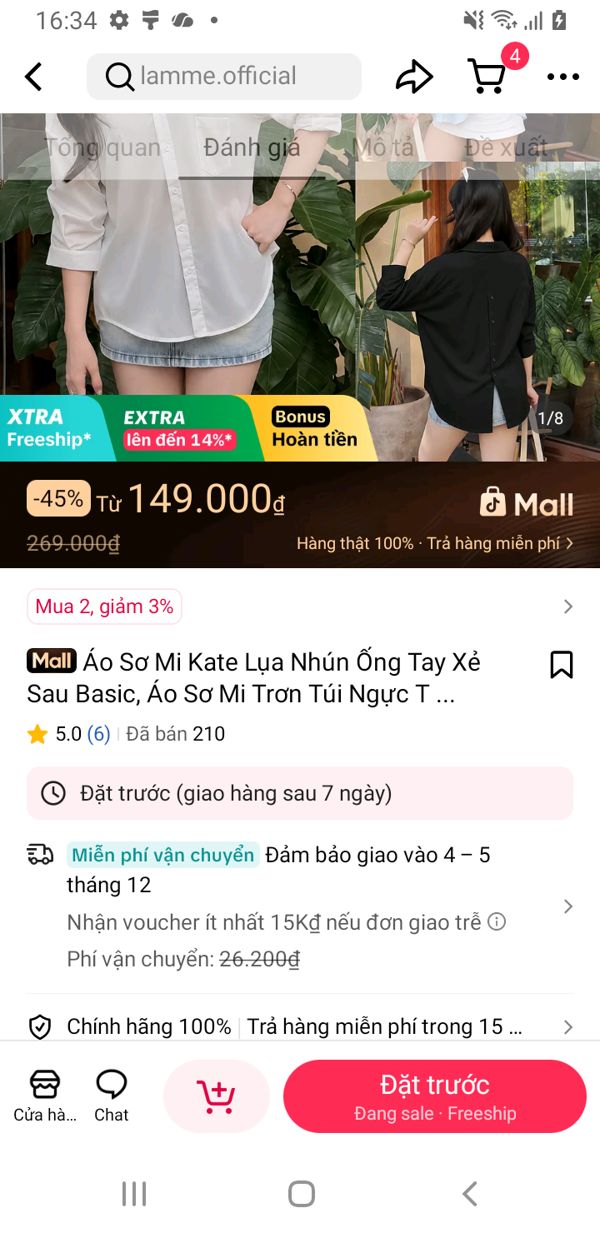 16:34
lamme.official
4
Tổng quan
Đánh giá
Mô tả
Đề xuất
XTRA
Freeship*
EXTRA
lên đến 14%*
Bonus
Hoàn tiền
1/8
-45% Từ 149.000₫
Mall
269.000₫
Hàng thật 100% · Trả hàng miễn phí
Mua 2, giảm 3%
Mall Áo Sơ Mi Kate Lụa Nhún Ống Tay Xẻ
Sau Basic, Áo Sơ Mi Trơn Túi Ngực T ...
5.0 (6) Đã bán 210
Đặt trước (giao hàng sau 7 ngày)
Miễn phí vận chuyển Đảm bảo giao vào 4 – 5
tháng 12
Nhận voucher ít nhất 15K₫ nếu đơn giao trễ
Phí vận chuyển: 26.200₫
Chính hãng 100% Trả hàng miễn phí trong 15 ...
Cửa hà...
Chat
Đặt trước
Đang sale · Freeship